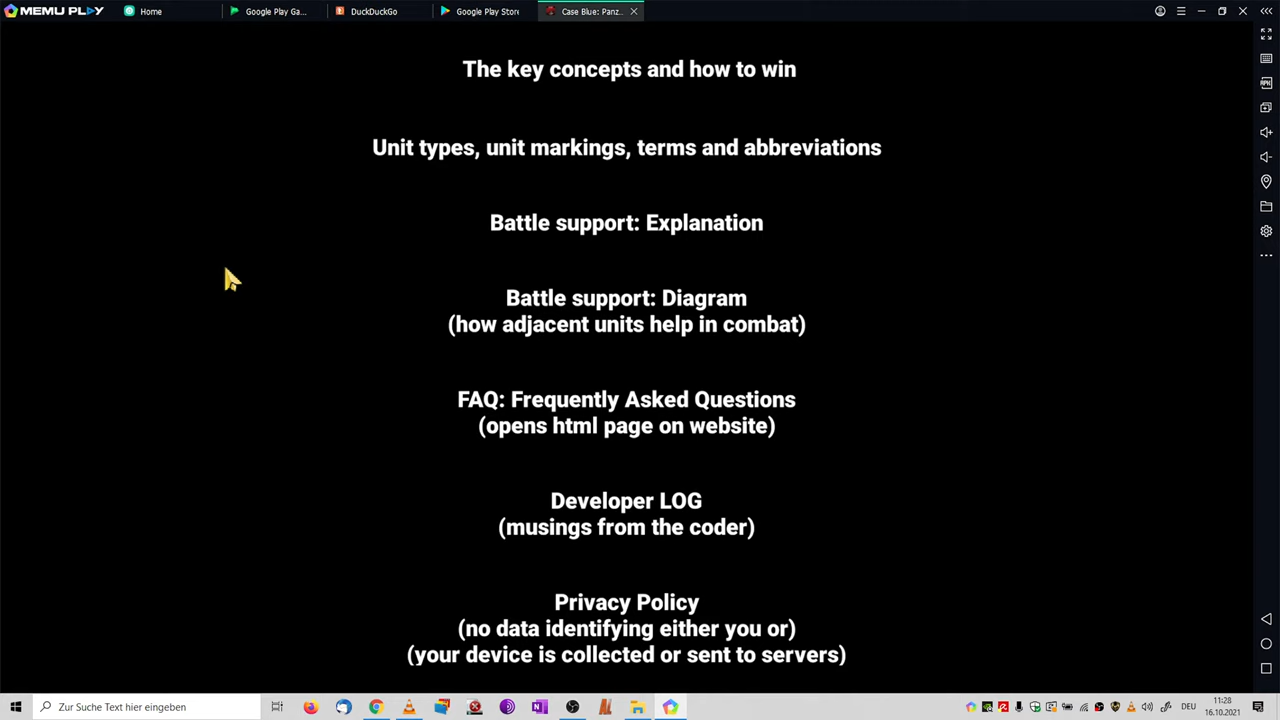 MEMU PLAY
Home
Google Play Ga...
DuckDuckGo
Google Play Store
Case Blue: Panz...
The key concepts and how to win
Unit types, unit markings, terms and abbreviations
Battle support: Explanation
Battle support: Diagram
(how adjacent units help in combat)
FAQ: Frequently Asked Questions
(opens html page on website)
Developer LOG
(musings from the coder)
Privacy Policy
(no data identifying either you or)
(your device is collected or sent to servers)
Zur Suche Text hier eingeben
DEU
11:28
16.10.2021